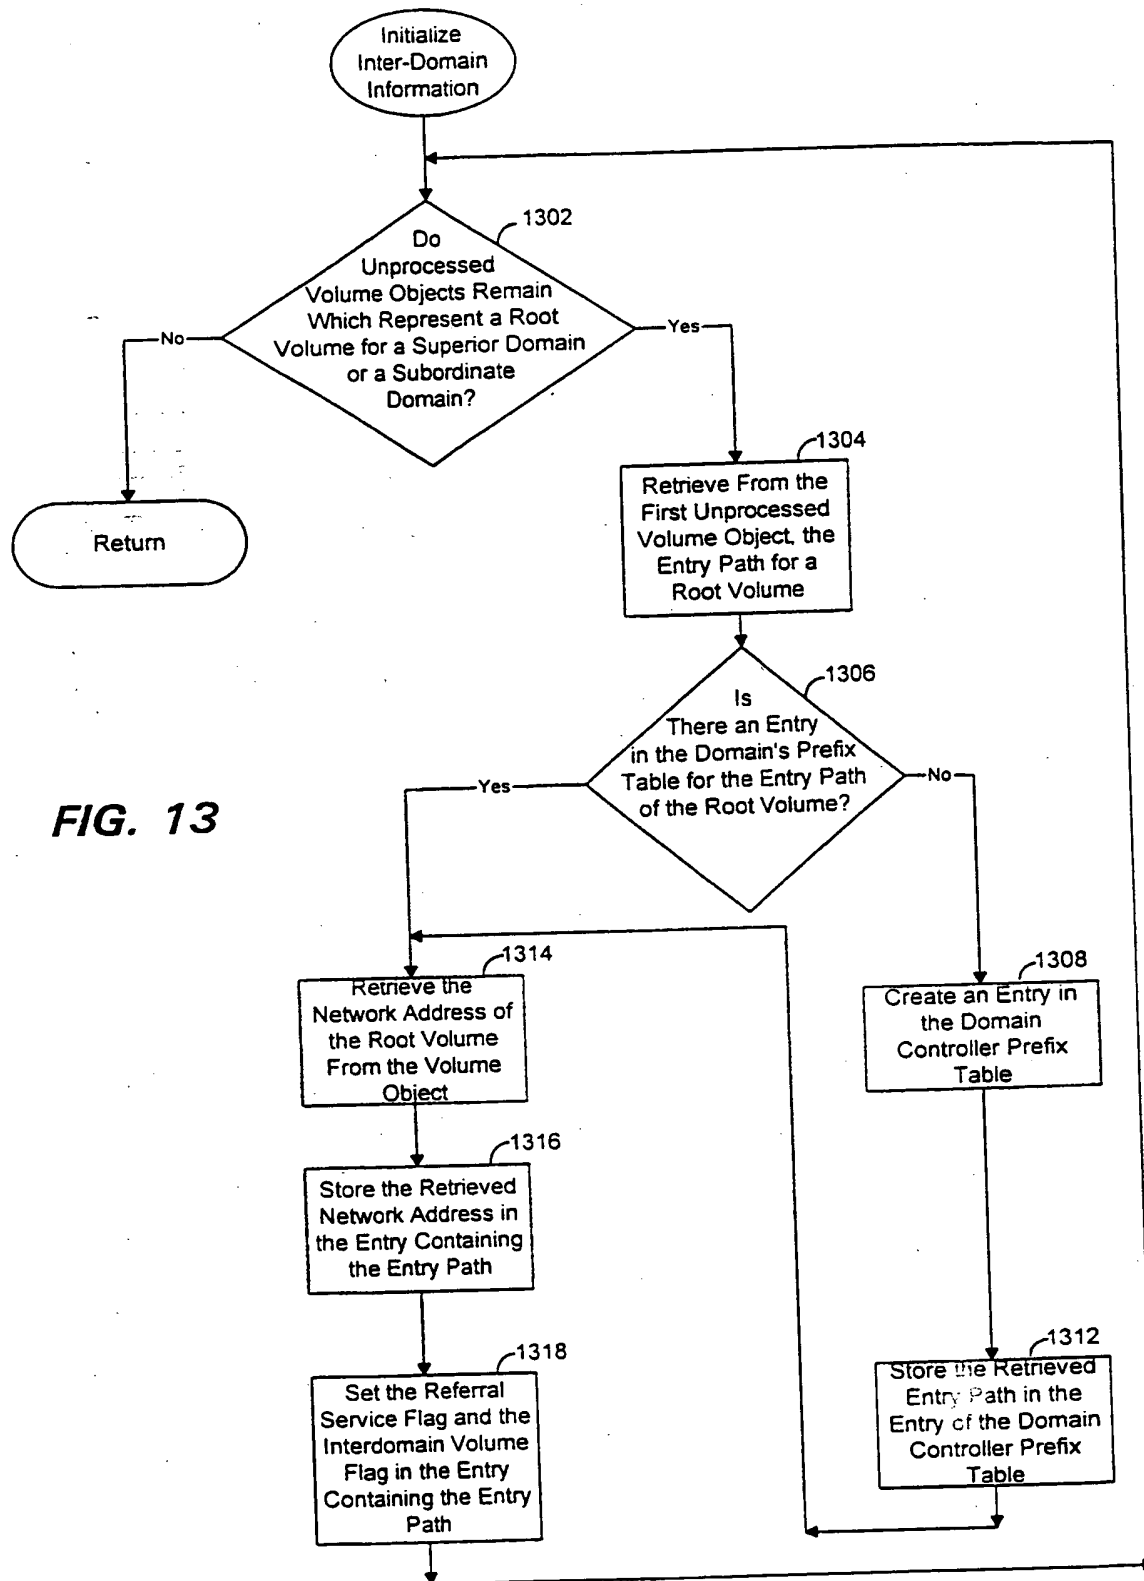 Initialize
Inter-Domain
Information
1302
Do
Unprocessed
Volume Objects Remain
Which Represent a Root
Volume for a Superior Domain
or a Subordinate
Domain?
No
Yes
Return
1304
Retrieve From the
First Unprocessed
Volume Object, the
Entry Path for a
Root Volume
1306
Is
There an Entry
in the Domain's Prefix
Table for the Entry Path
of the Root Volume?
Yes
No
FIG. 13
1314
Retrieve the
Network Address of
the Root Volume
From the Volume
Object
1308
Create an Entry in
the Domain
Controller Prefix
Table
1316
Store the Retrieved
Network Address in
the Entry Containing
the Entry Path
1318
Set the Referral
Service Flag and the
Interdomain Volume
Flag in the Entry
Containing the Entry
Path
1312
Store the Retrieved
Entry Path in the
Entry of the Domain
Controller Prefix
Table